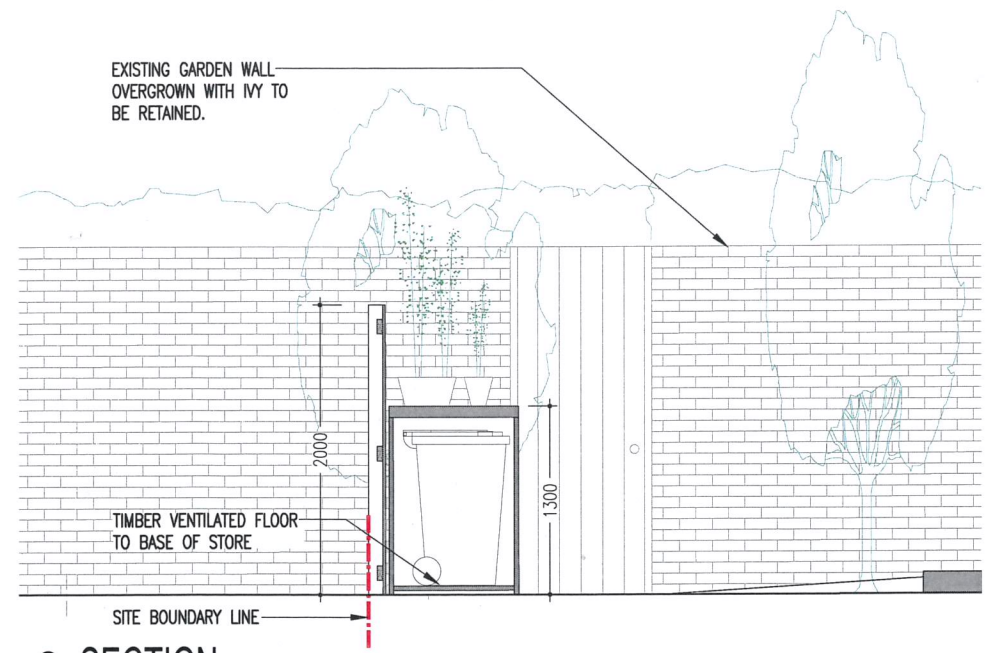 EXISTING GARDEN WALL
OVERGROWN WITH IVY TO
BE RETAINED.
2000
1300
TIMBER VENTILATED FLOOR
TO BASE OF STORE
SITE BOUNDARY LINE
SECTION